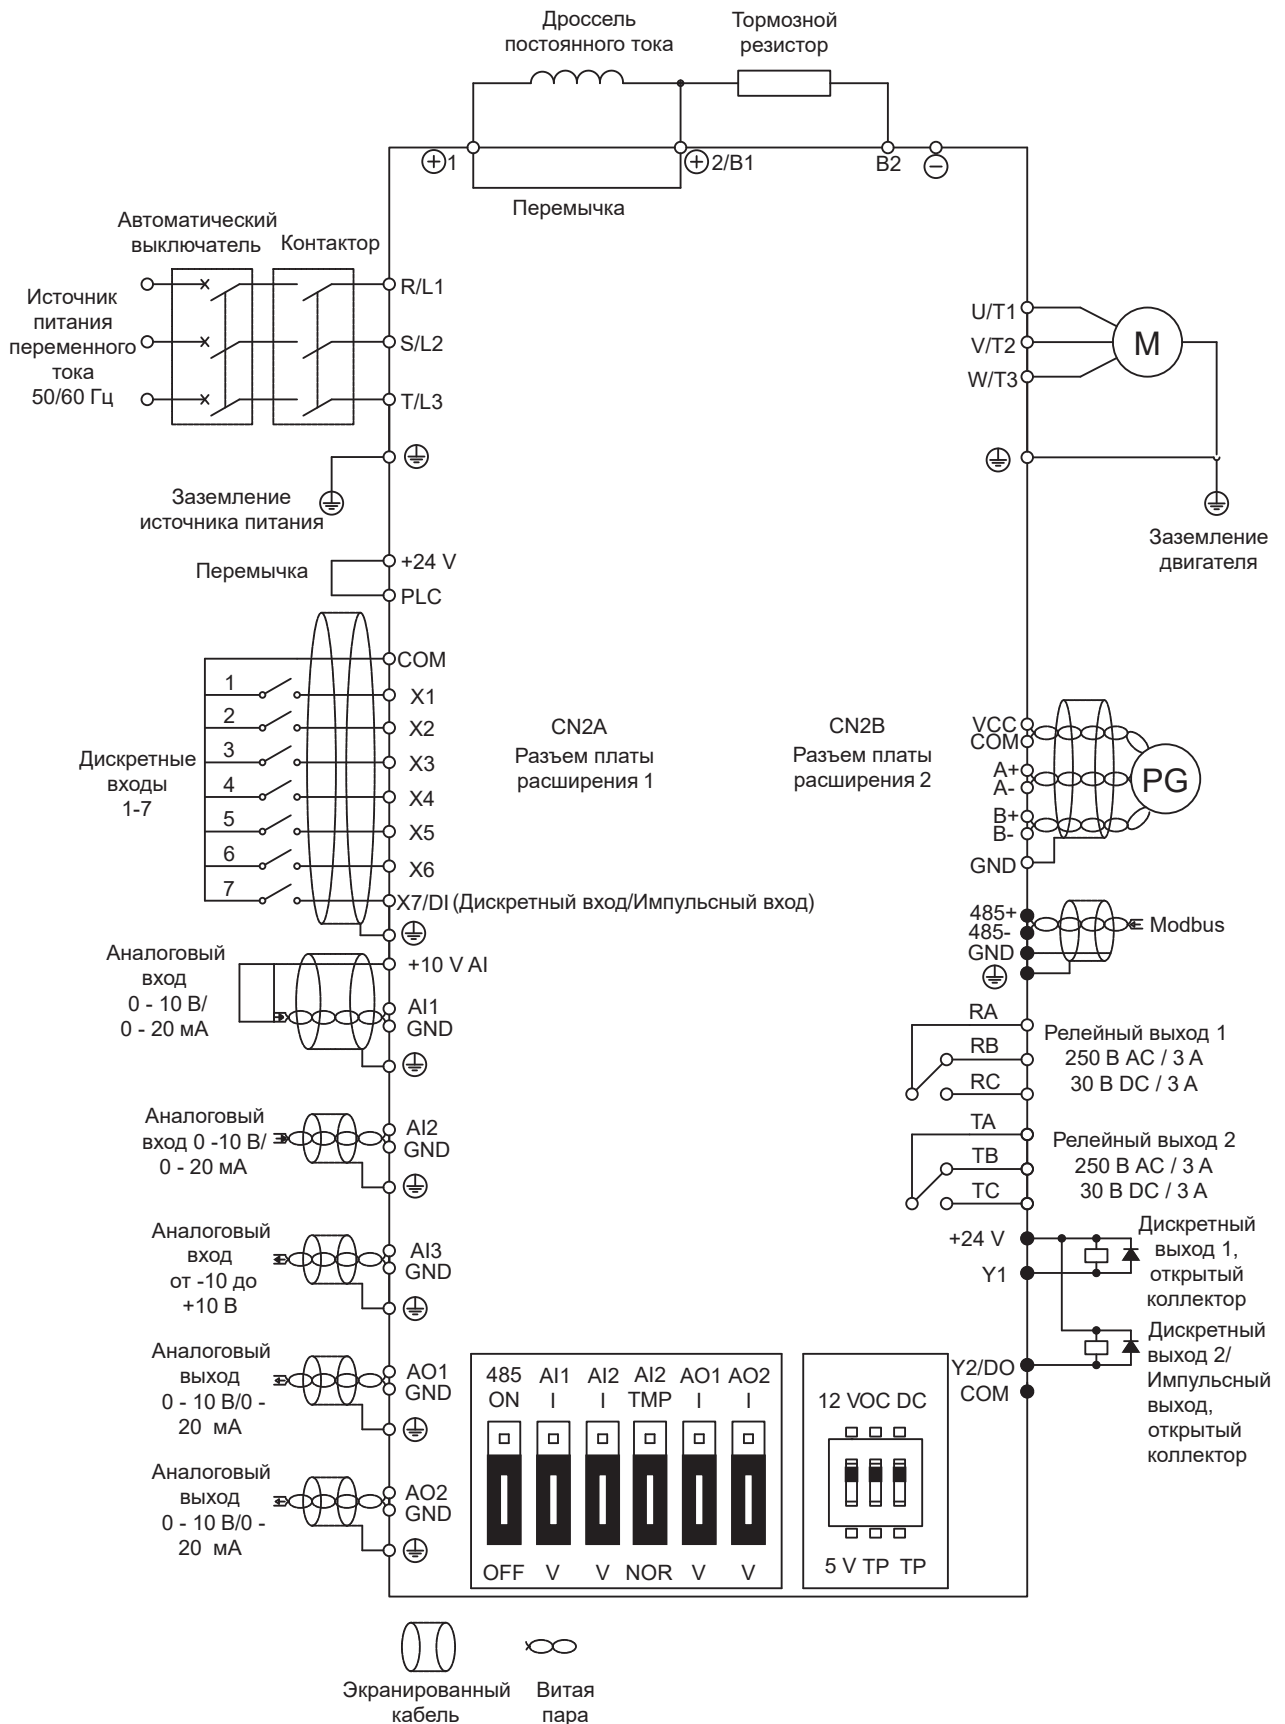 Дроссель
постоянного тока
Тормозной
резистор
1
2/B1
B2
Перемычка
Автоматический
выключатель
Контактор
Источник
питания
переменного
тока
50/60 Гц
R/L1
S/L2
T/L3
U/T1
V/T2
W/T3
M
Заземление
источника питания
Заземление
двигателя
Перемычка
+24 V
PLC
COM
1
X1
2
X2
3
X3
4
X4
5
X5
6
X6
7
X7/DI (Дискретный вход/Импульсный вход)
Дискретные
входы
1-7
CN2A
Разъем платы
расширения 1
CN2B
Разъем платы
расширения 2
VCC
COM
A+
A-
B+
B-
GND
PG
485+
485-
GND
Modbus
Аналоговый
вход
0 - 10 В/
0 - 20 мА
+10 V AI
AI1
GND
RA
RB
RC
Релейный выход 1
250 В AC / 3 A
30 В DC / 3 A
Аналоговый
вход 0 -10 В/
0 - 20 мА
AI2
GND
TA
TB
TC
Релейный выход 2
250 В AC / 3 A
30 В DC / 3 A
Аналоговый
вход
от -10 до
+10 В
AI3
GND
+24 V
Y1
Дискретный
выход 1,
открытый
коллектор
Аналоговый
выход
0 - 10 В/0 -
20 мА
AO1
GND
Y2/DO
COM
Дискретный
выход 2/
Импульсный
выход,
открытый
коллектор
Аналоговый
выход
0 - 10 В/0 -
20 мА
AO2
GND
485 AI1 AI2 AI2 AO1 AO2
ON I I TMP I I
OFF V V NOR V V
12 VOC DC
5 V TP TP
Экранированный
кабель
Витая
пара